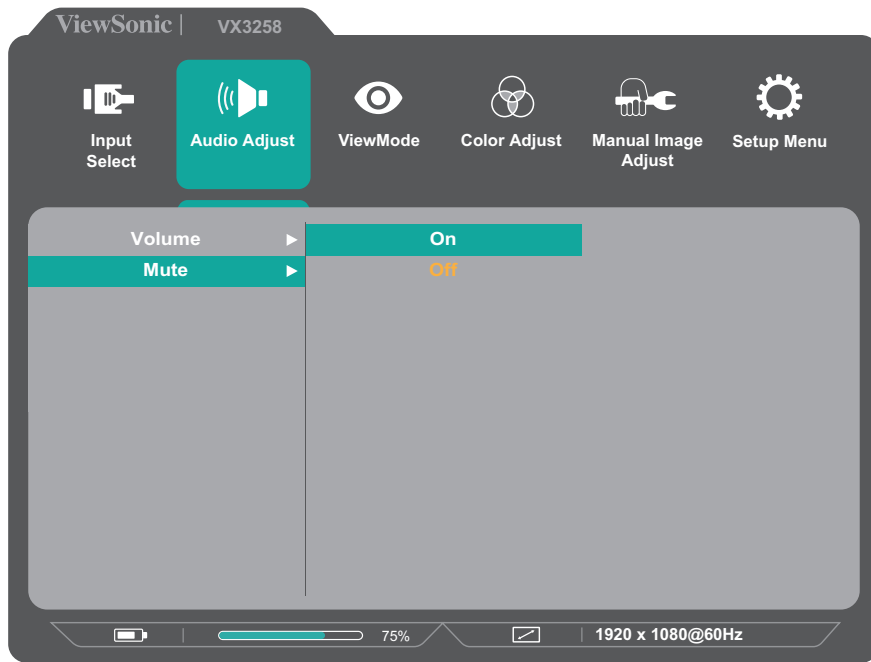 ViewSonic | VX3258
Input
Select
Audio Adjust
ViewMode
Color Adjust
Manual Image
Adjust
Setup Menu
Volume
On
Mute
Off
75%
1920 x 1080@60Hz